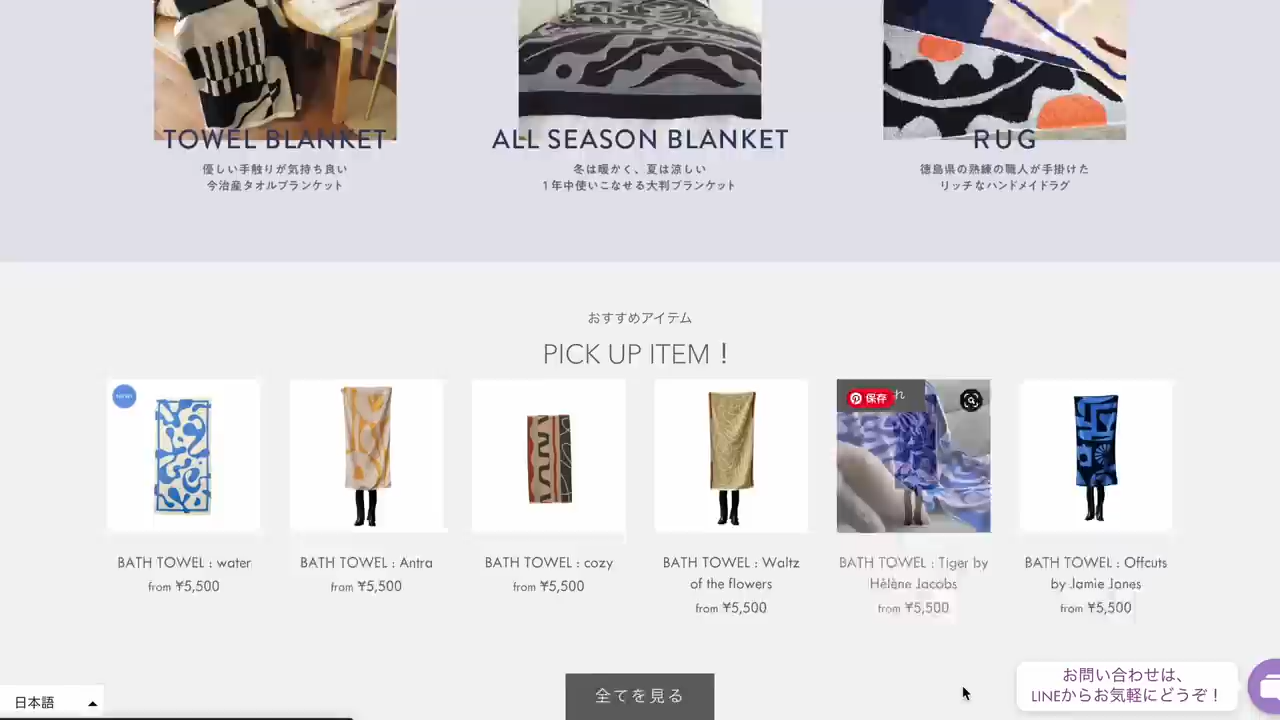 TOWEL BLANKET
優しい手触りが気持ち良い
今治産タオルブランケット
ALL SEASON BLANKET
冬は暖かく、夏は涼しい
1年中使いこなせる大判ブランケット
RUG
徳島県の熟練の職人が手掛けた
リッチなハンドメイドラグ
おすすめアイテム
PICK UP ITEM！
NEW!
BATH TOWEL : water
from ¥5,500
BATH TOWEL : Antra
from ¥5,500
BATH TOWEL : cozy
from ¥5,500
BATH TOWEL : Waltz
of the flowers
from ¥5,500
保存
れ
BATH TOWEL : Tiger by
Hélène Jacobs
from ¥5,500
BATH TOWEL : Offcuts
by Jamie Jones
from ¥5,500
全てを見る
日本語
お問い合わせは、
LINEからお気軽にどうぞ！